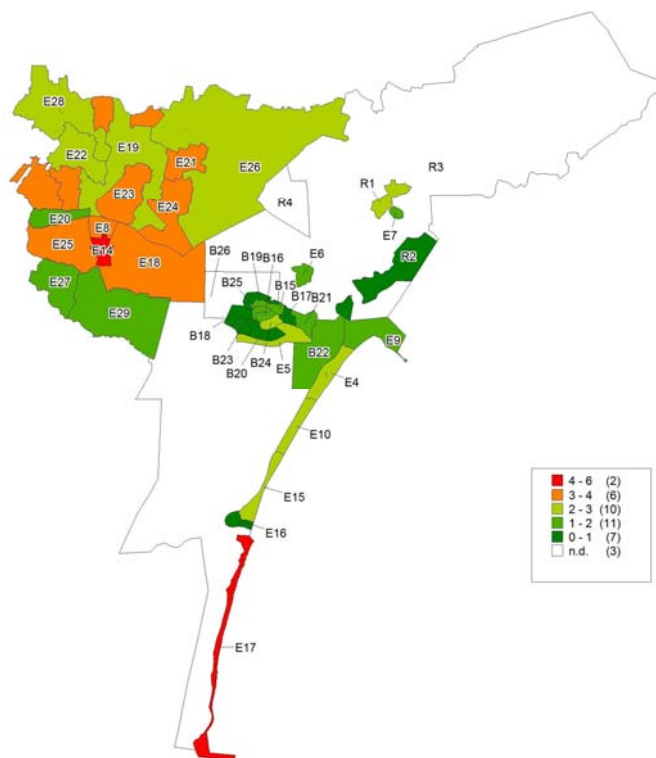 E28
E22
E19
E21
E26
E23
E24
E20
E8
E25
E14
E18
E27
E29
R1
R3
R4
E7
R2
B26
B19
B16
E6
B25
B15
B17
B21
B18
B23
B20
B24
E5
B22
E9
E4
E10
E15
E16
E17
4 - 6 (2)
3 - 4 (6)
2 - 3 (10)
1 - 2 (11)
0 - 1 (7)
n.d. (3)